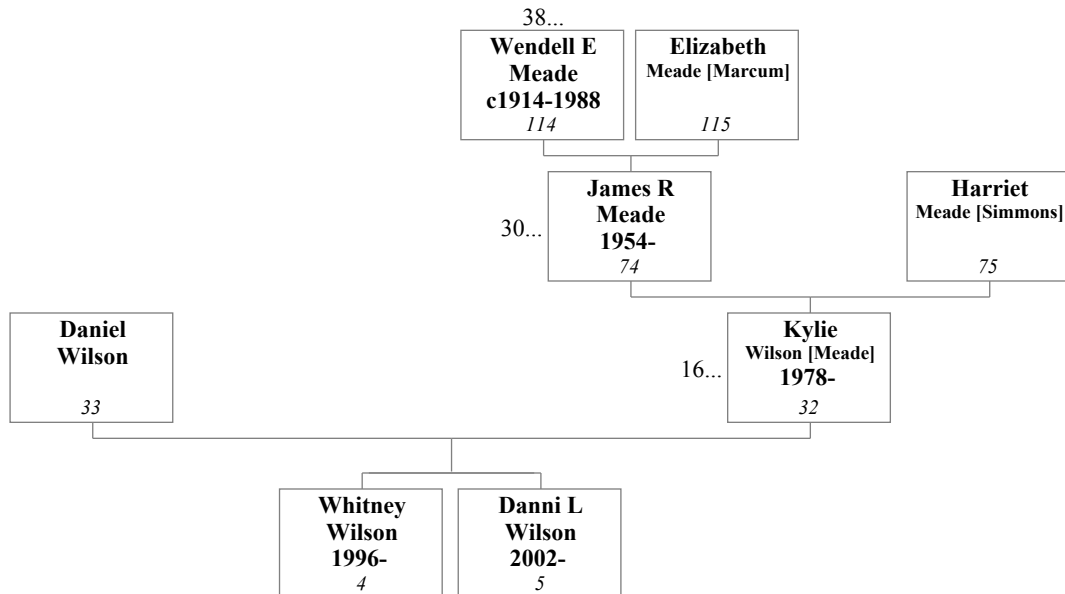 38...
Wendell E
Meade
c1914-1988
114
Elizabeth
Meade [Marcum]
115
30...
James R
Meade
1954-
74
Harriet
Meade [Simmons]
75
Daniel
Wilson
33
16...
Kylie
Wilson [Meade]
1978-
32
Whitney
Wilson
1996-
4
Danni L
Wilson
2002-
5